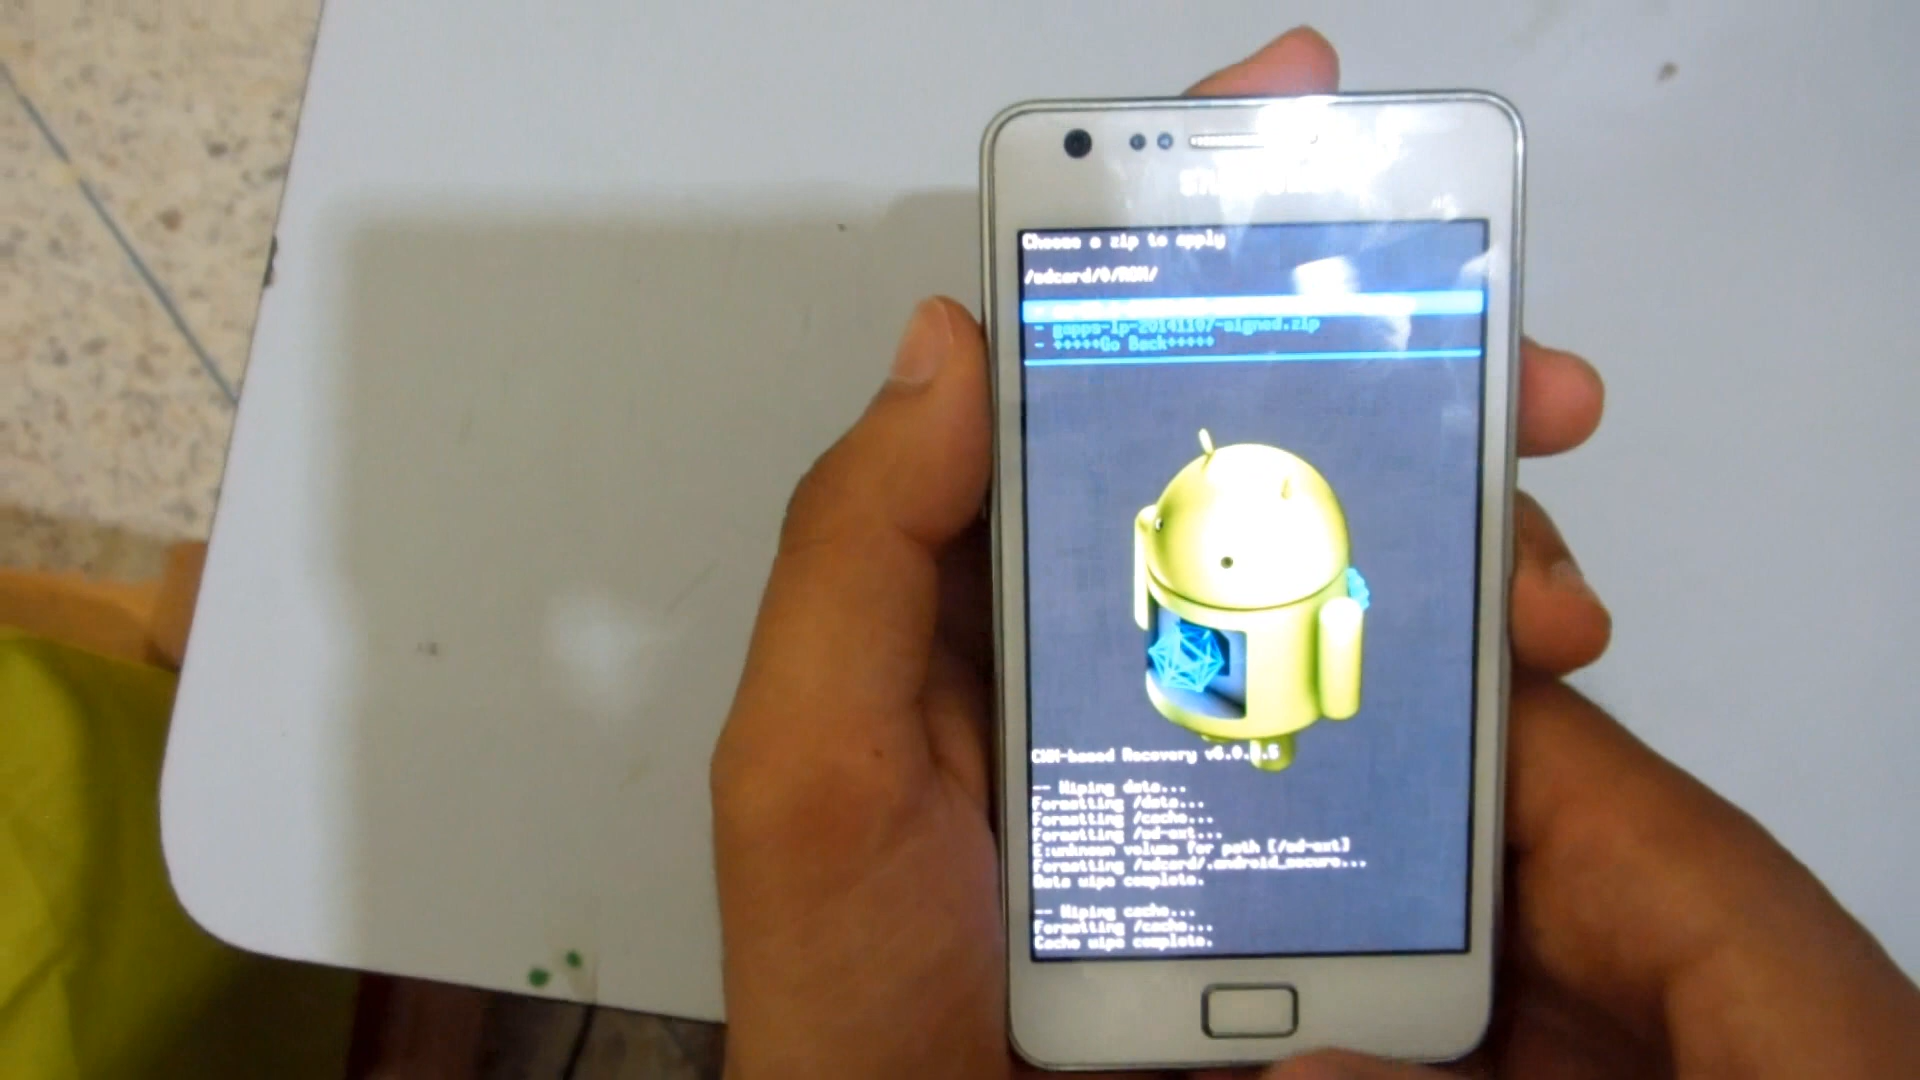 Choose a zip to apply
/sdcard/0/ROM/
- gapps-lp-20141107-signed.zip
- +++++Go Back+++++
CWM-based Recovery
-- Wiping data...
Formatting /data...
Formatting /cache...
Formatting /sd-ext...
E:unknown volume for path [/sd-ext]
Formatting /sdcard/.android_secure...
Data wipe complete.
-- Wiping cache...
Formatting /cache...
Cache wipe complete.